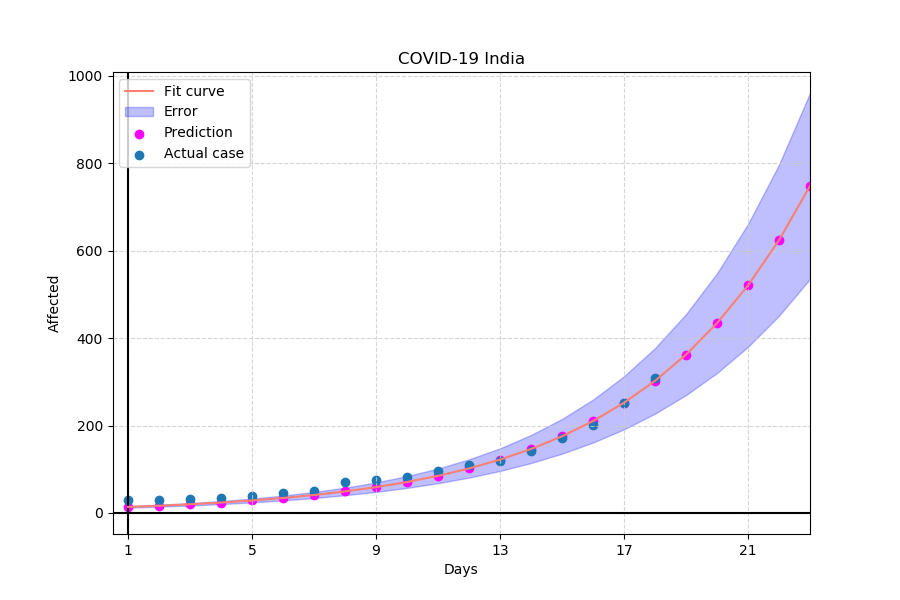 COVID-19 India
1000
800
600
400
200
0
Affected
Fit curve
Error
Prediction
Actual case
1 5 9 13 17 21
Days